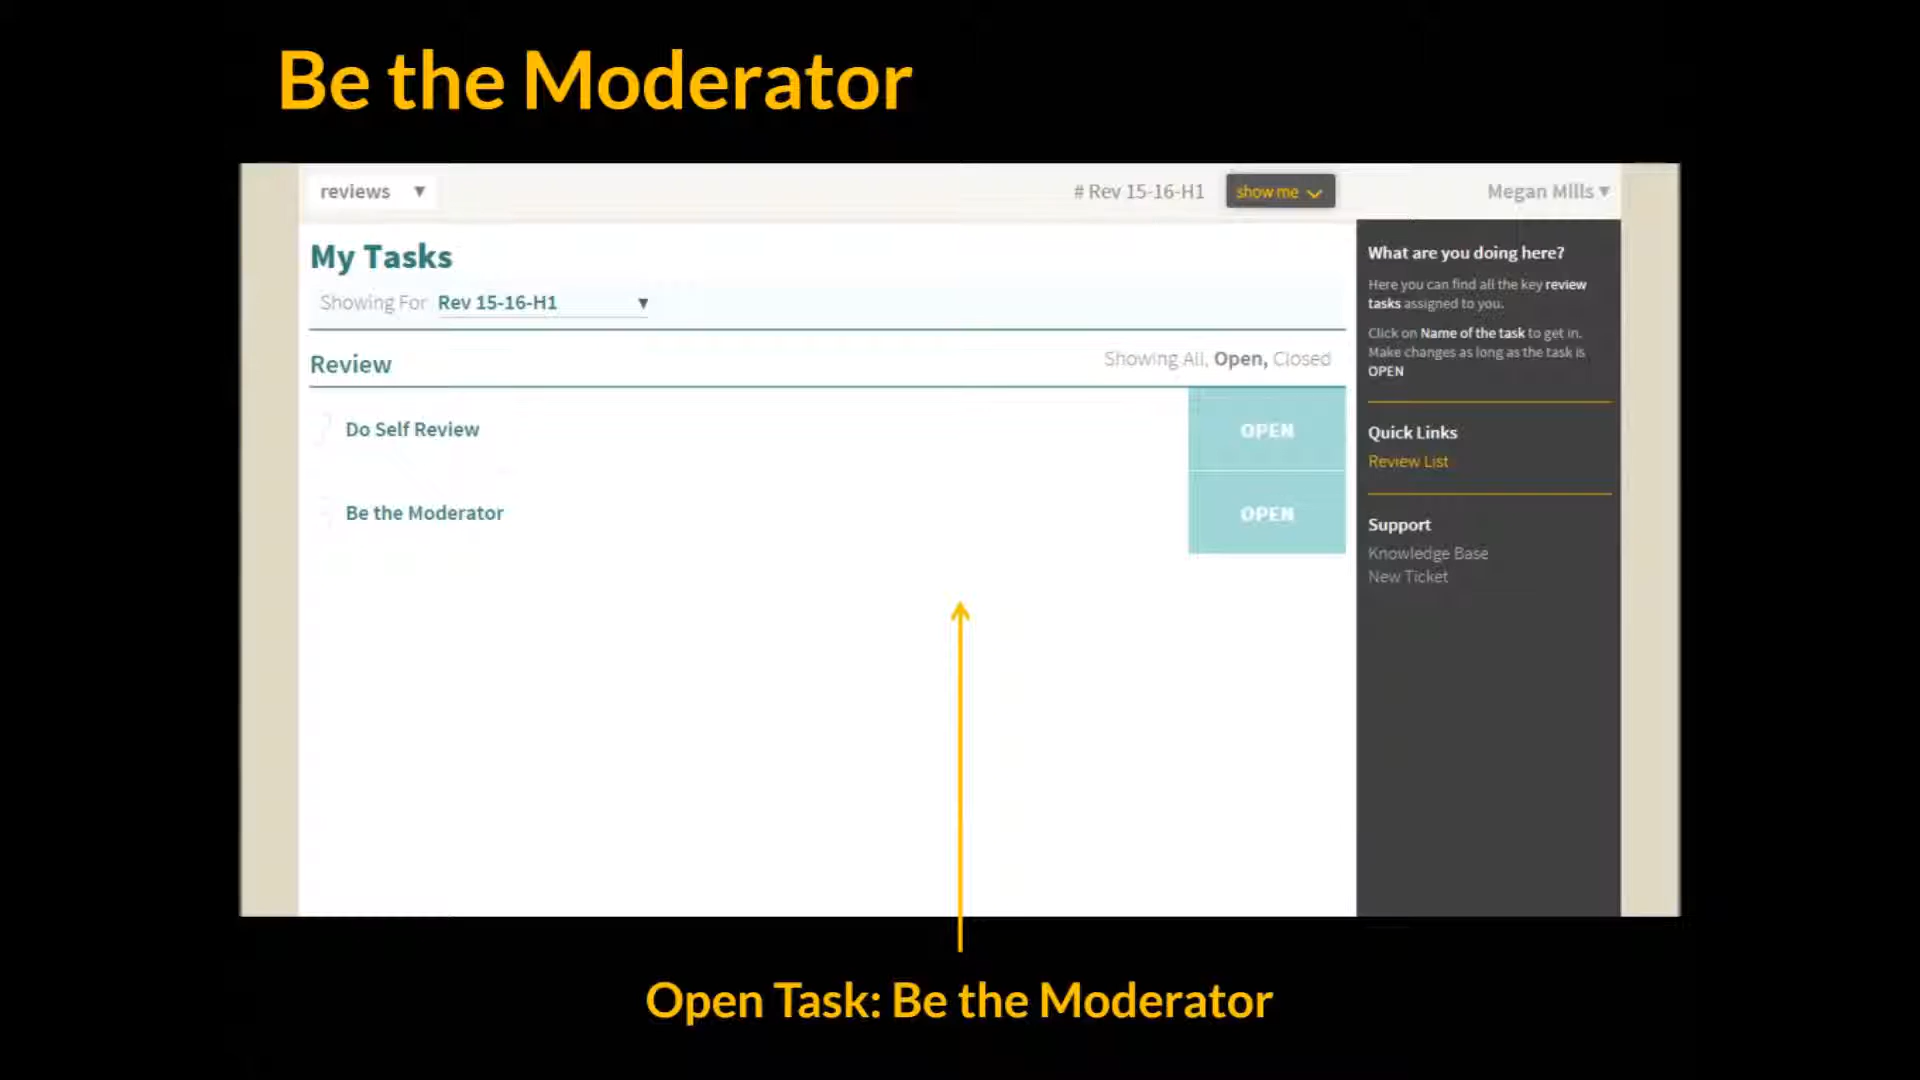 Be the Moderator
reviews ▼ # Rev 15-16-H1 show me Megan Mills ▼
My Tasks
Showing For Rev 15-16-H1 ▼
Review Showing All, Open, Closed
Do Self Review OPEN
Be the Moderator OPEN
What are you doing here?
Here you can find all the key review
tasks assigned to you.
Click on Name of the task to get in.
Make changes as long as the task is
OPEN
Quick Links
Review List
Support
Knowledge Base
New Ticket
Open Task: Be the Moderator